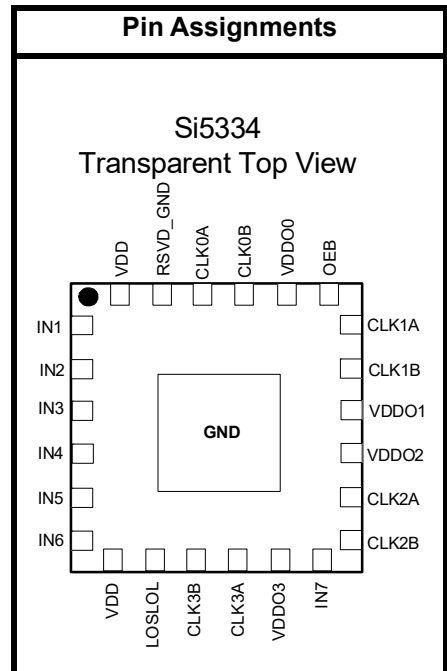 Pin Assignments
Si5334
Transparent Top View
VDD
RSVD_GND
CLK0A
CLK0B
VDDO0
OEB
IN1
IN2
IN3
IN4
IN5
IN6
GND
CLK1A
CLK1B
VDDO1
VDDO2
CLK2A
CLK2B
VDD
LOSLOL
CLK3B
CLK3A
VDDO3
IN7